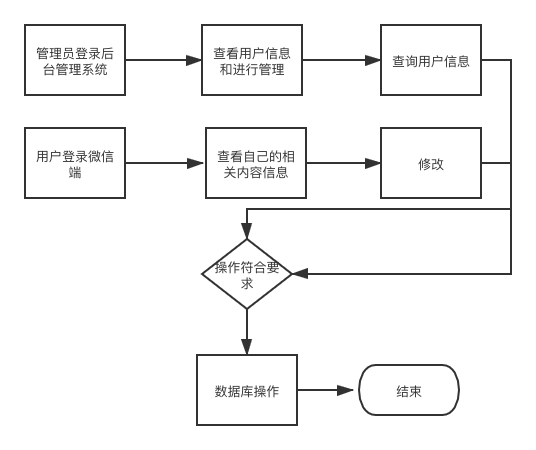 管理员登录后
台管理系统
查看用户信息
和进行管理
查询用户信息
用户登录微信
端
查看自己的相
关内容信息
修改
操作符合要
求
数据库操作
结束